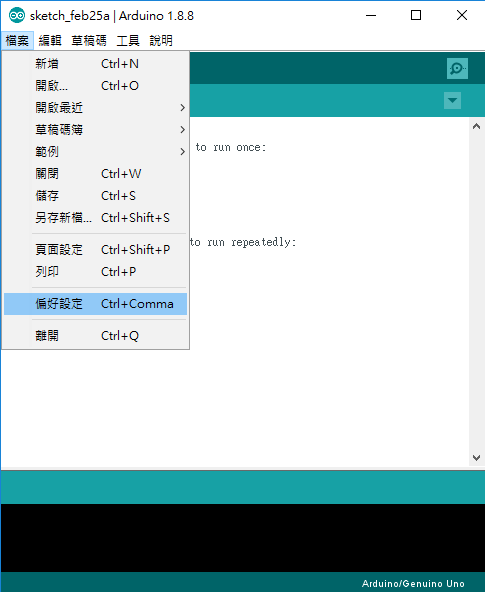 sketch_feb25a | Arduino 1.8.8
檔案 編輯 草稿碼 工具 說明
新增 Ctrl+N
開啟... Ctrl+O
開啟最近
草稿碼簿
範例
關閉 Ctrl+W
儲存 Ctrl+S
另存新檔... Ctrl+Shift+S
頁面設定 Ctrl+Shift+P
列印 Ctrl+P
偏好設定 Ctrl+Comma
離開 Ctrl+Q
to run once:
to run repeatedly:
Arduino/Genuino Uno